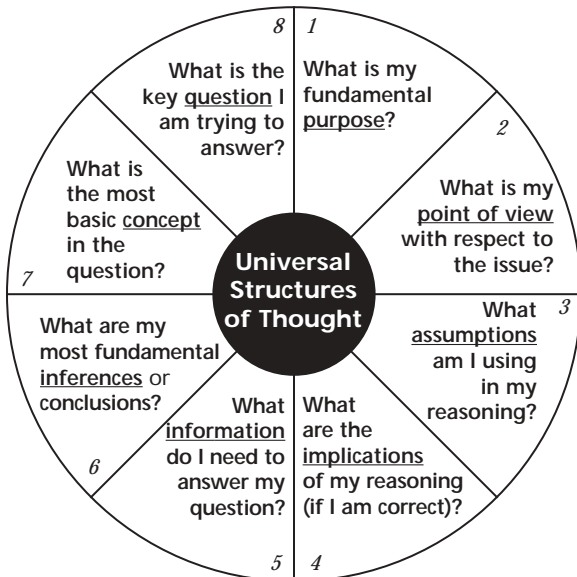 1
What is my
fundamental
purpose?
2
What is my
point of view
with respect to
the issue?
3
What
assumptions
am I using
in my
reasoning?
4
What
are the
implications
of my reasoning
(if I am correct)?
5
What
information
do I need to
answer my
question?
6
What are my
most fundamental
inferences or
conclusions?
7
What is
the most
basic concept
in the
question?
8
What is the
key question I
am trying to
answer?
Universal
Structures
of Thought